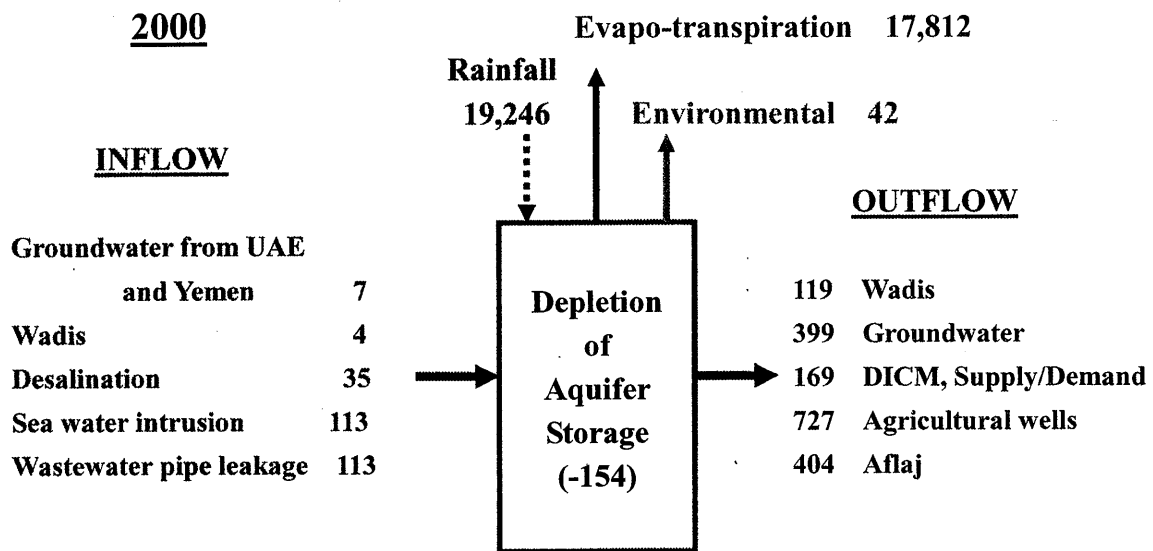 2000
Evapo-transpiration 17,812
Rainfall
19,246
Environmental 42
INFLOW
Groundwater from UAE
and Yemen 7
Wadis 4
Desalination 35
Sea water intrusion 113
Wastewater pipe leakage 113
Depletion
of
Aquifer
Storage
(-154)
OUTFLOW
119 Wadis
399 Groundwater
169 DICM, Supply/Demand
727 Agricultural wells
404 Aflaj